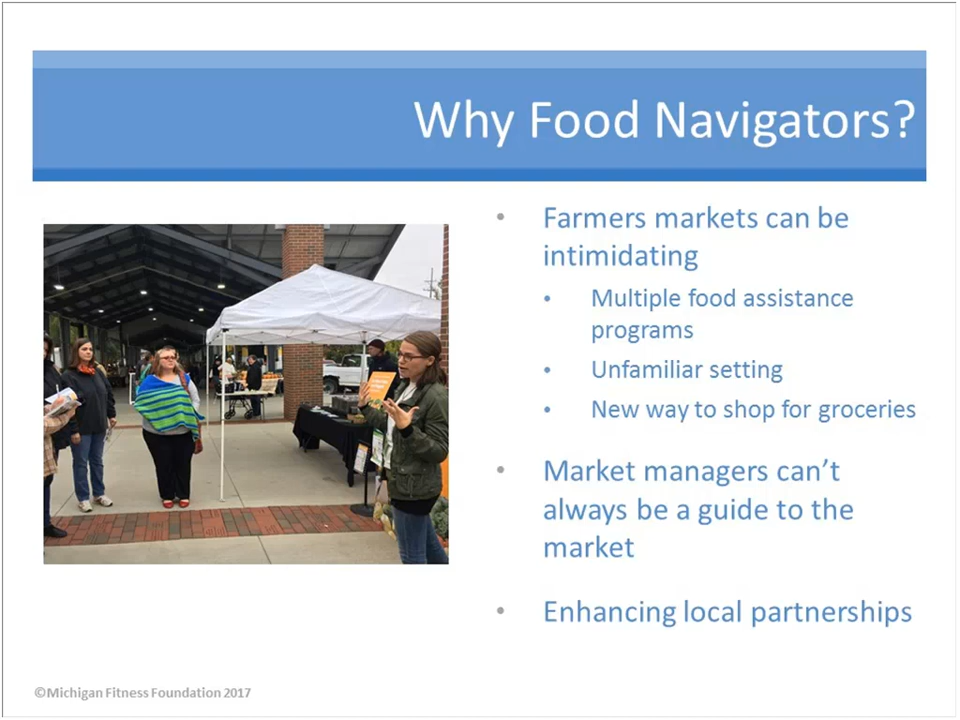 Why Food Navigators?
• Farmers markets can be
intimidating
• Multiple food assistance
programs
• Unfamiliar setting
• New way to shop for groceries
• Market managers can’t
always be a guide to the
market
• Enhancing local partnerships
©Michigan Fitness Foundation 2017